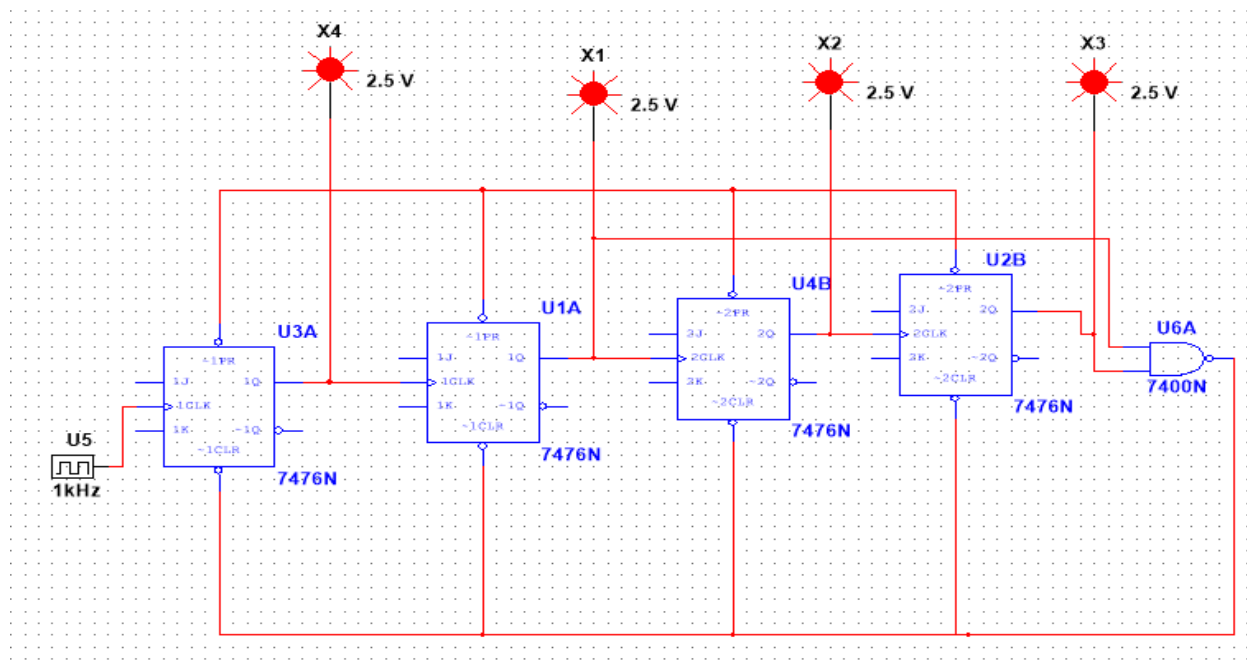 X4
2.5 V
X1
2.5 V
X2
2.5 V
X3
2.5 V
U3A
~1PR
1J
1Q
1CLK
1K
~1Q
~1CLR
7476N
U1A
~1PR
1J
1Q
1CLK
1K
~1Q
~1CLR
7476N
U4B
~2PR
2J
2Q
2CLK
2K
~2Q
~2CLR
7476N
U2B
~2PR
2J
2Q
2CLK
2K
~2Q
~2CLR
7476N
U6A
7400N
U5
1kHz